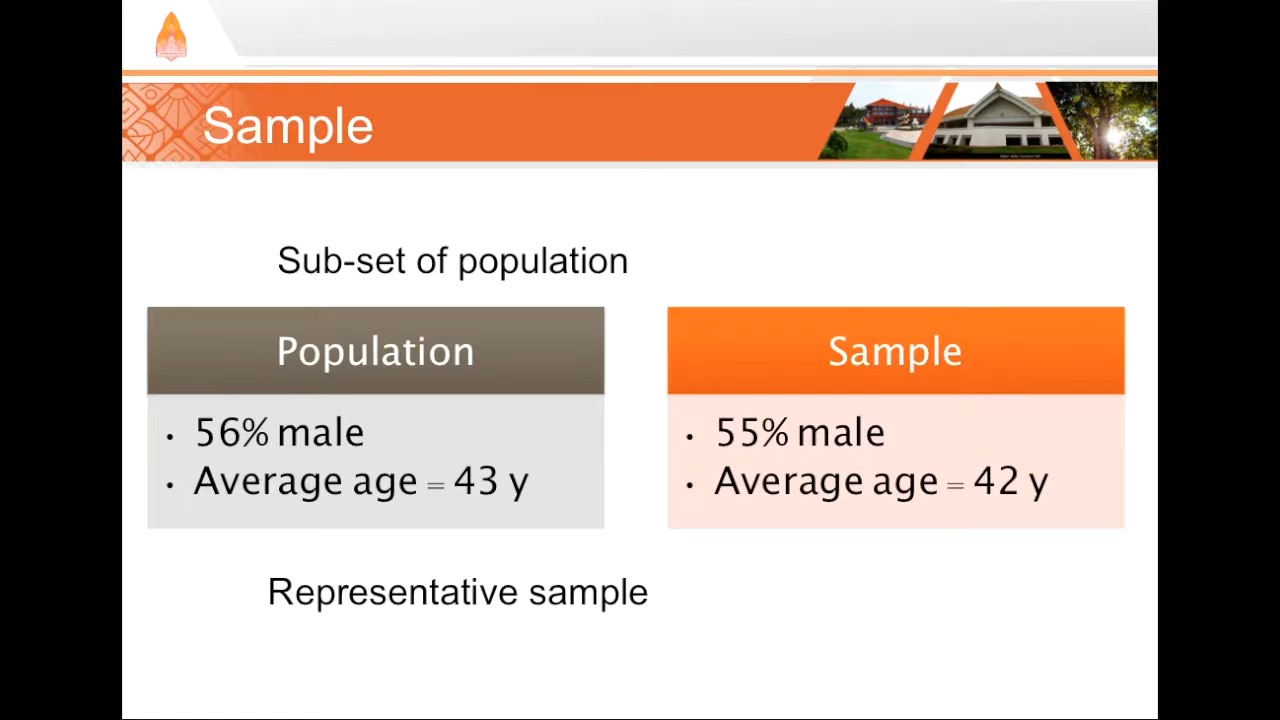 Sample
Sub-set of population
Population
• 56% male
• Average age = 43 y
Sample
• 55% male
• Average age = 42 y
Representative sample